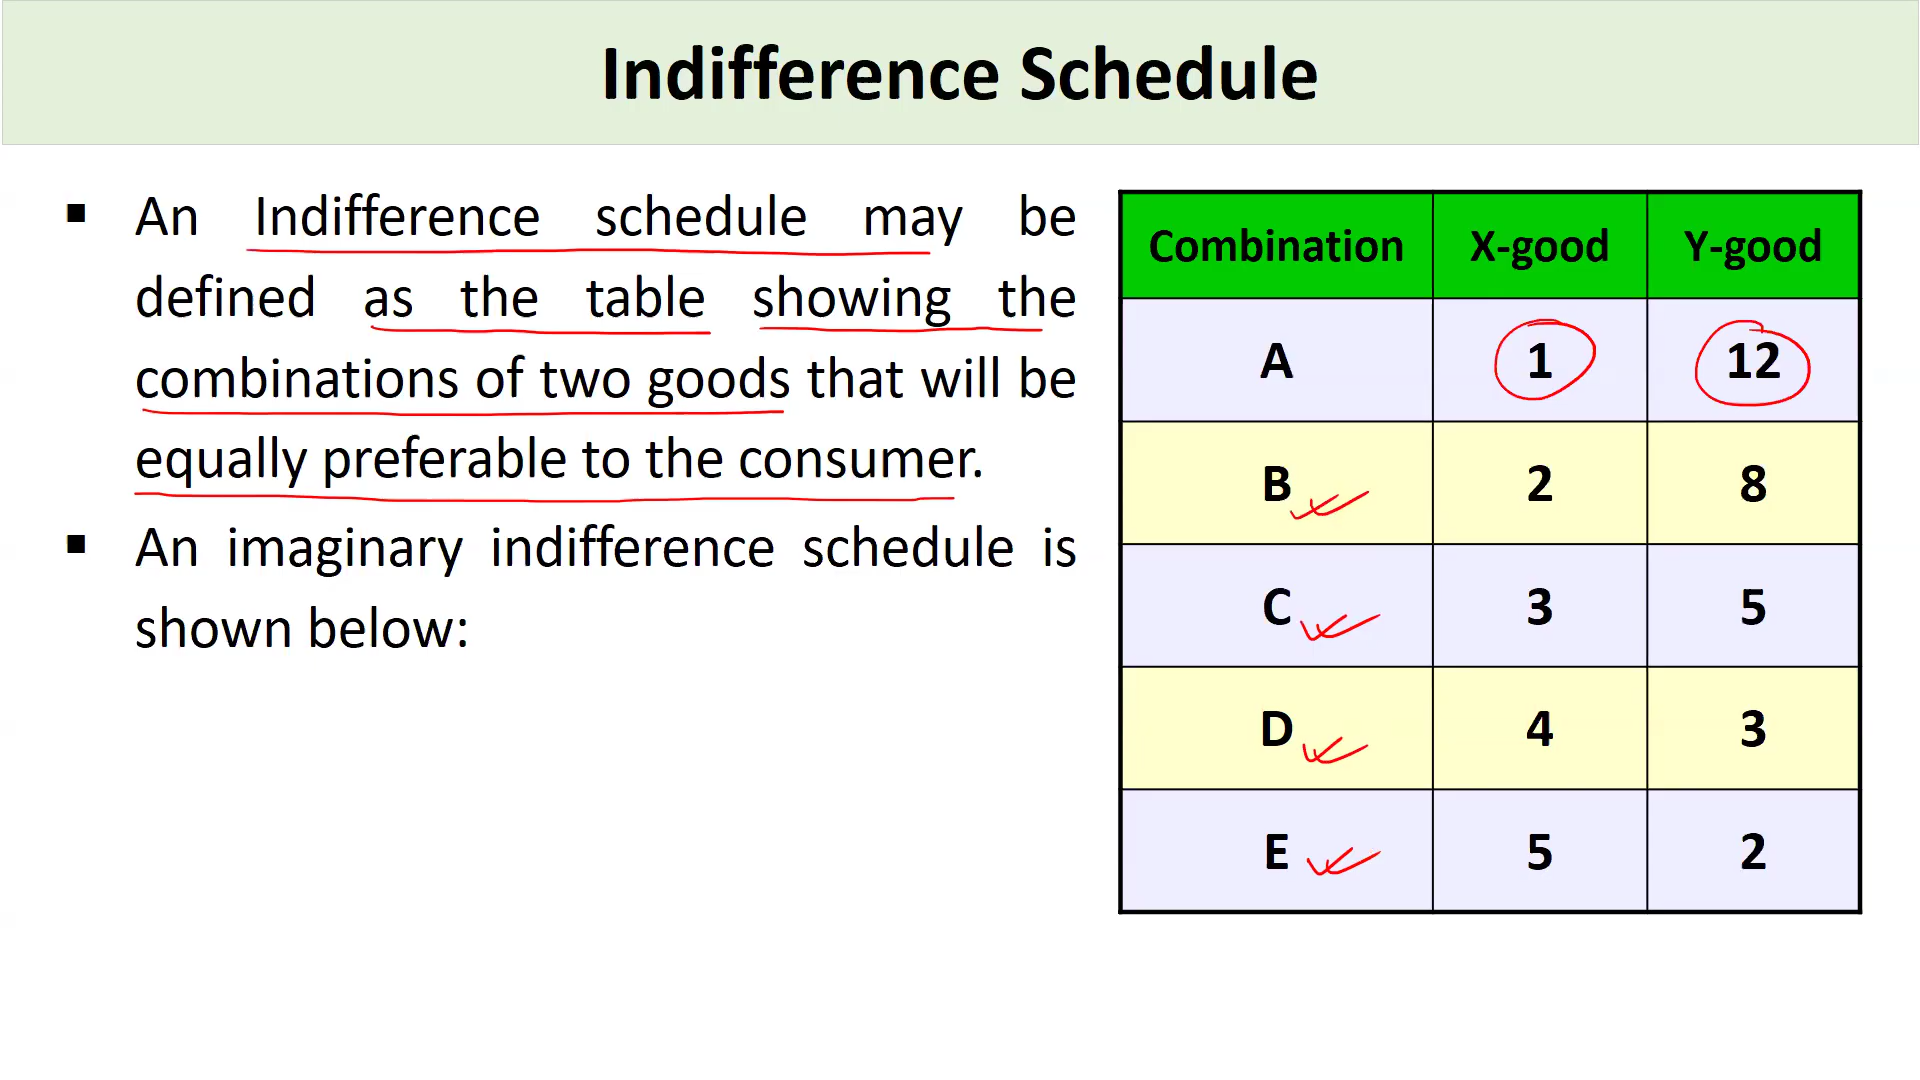 Indifference Schedule
▪ An Indifference schedule may be
defined as the table showing the
combinations of two goods that will be
equally preferable to the consumer.
▪ An imaginary indifference schedule is
shown below:
Combination X-good Y-good
A 1 12
B 2 8
C 3 5
D 4 3
E 5 2